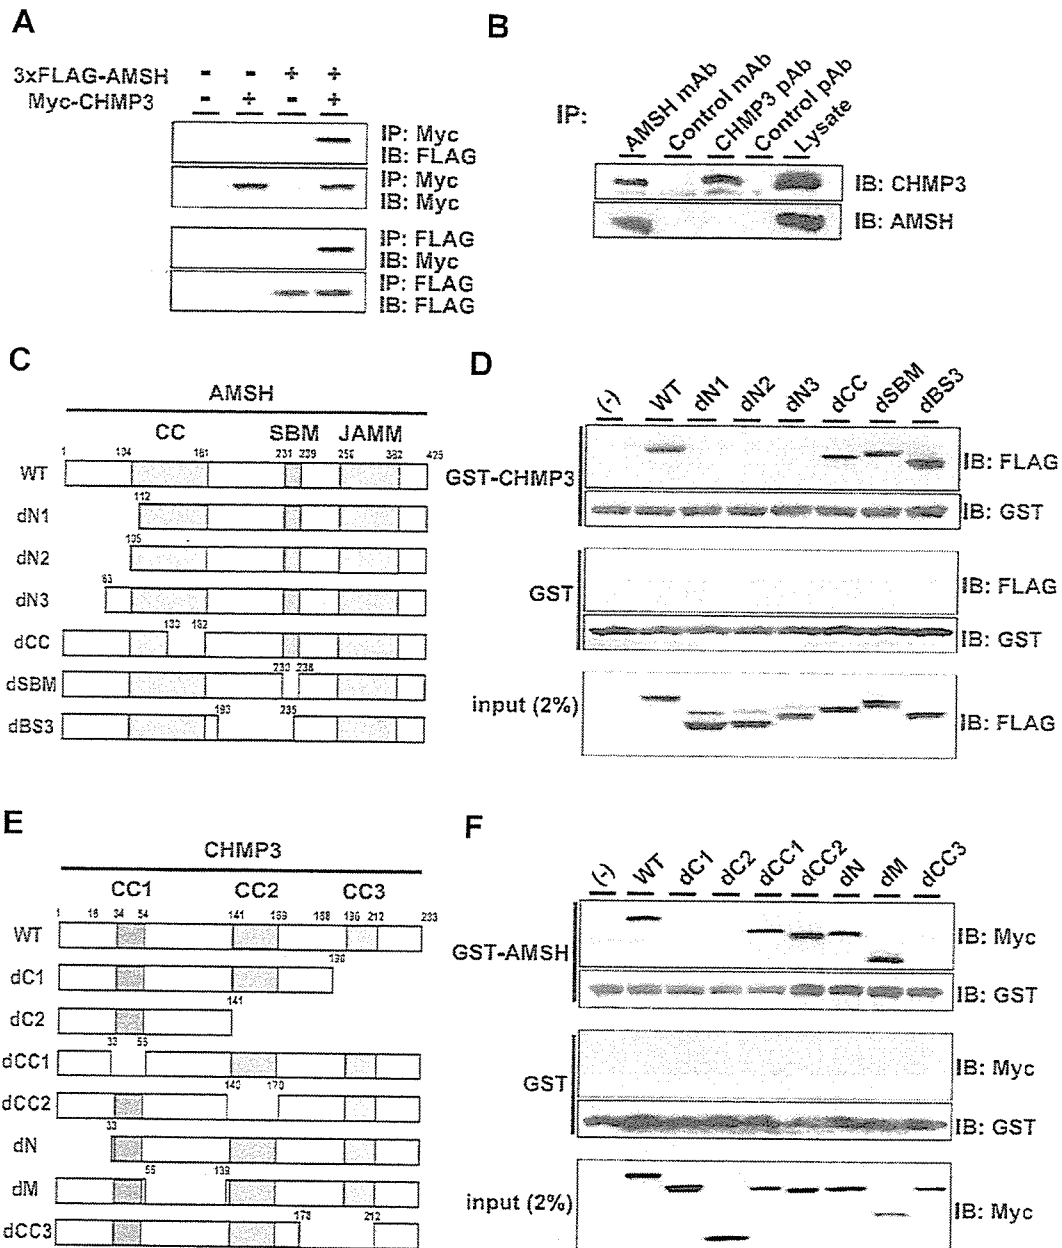 A
3xFLAG-AMSH - - + +
Myc-CHMP3 - + - +
IP: Myc
IB: FLAG
IP: Myc
IB: Myc
IP: FLAG
IB: Myc
IP: FLAG
IB: FLAG
B
IP:
AMSH mAb
Control mAb
CHMP3 pAb
Control pAb
Lysate
IB: CHMP3
IB: AMSH
C
AMSH
CC SBM JAMM
1 104 161 231 239 256 382 425
WT
112
dN1
105
dN2
83
dN3
133 162
dCC
238
dSBM
193 235
dBS3
D
(-) WT dN1 dN2 dN3 dCC dSBM dBS3
GST-CHMP3
IB: FLAG
IB: GST
GST
IB: FLAG
IB: GST
input (2%)
IB: FLAG
E
CHMP3
CC1 CC2 CC3
1 18 34 54 141 169 188 196 212 233
WT
dC1
141
dC2
33 55
dCC1
140 170
dCC2
33
dN
55 139
dM
178 212
dCC3
F
(-) WT dC1 dC2 dCC1 dCC2 dN dM dCC3
GST-AMSH
IB: Myc
IB: GST
GST
IB: Myc
IB: GST
input (2%)
IB: Myc